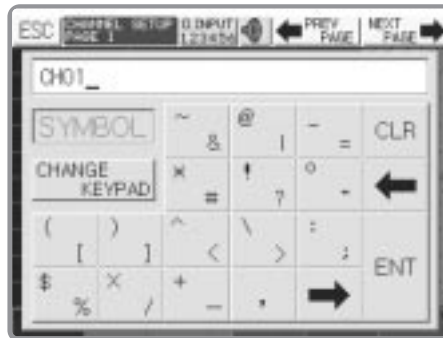 ESC CHANNEL SETUP PAGE 1 D.INPUT 123456 PREV PAGE NEXT PAGE
CH01_
SYMBOL ~ & @ | - = CLR
CHANGE KEYPAD # ! ? ° -
( [ ) ] ^ < \ > : ; ENT
$ % × / + _ ,